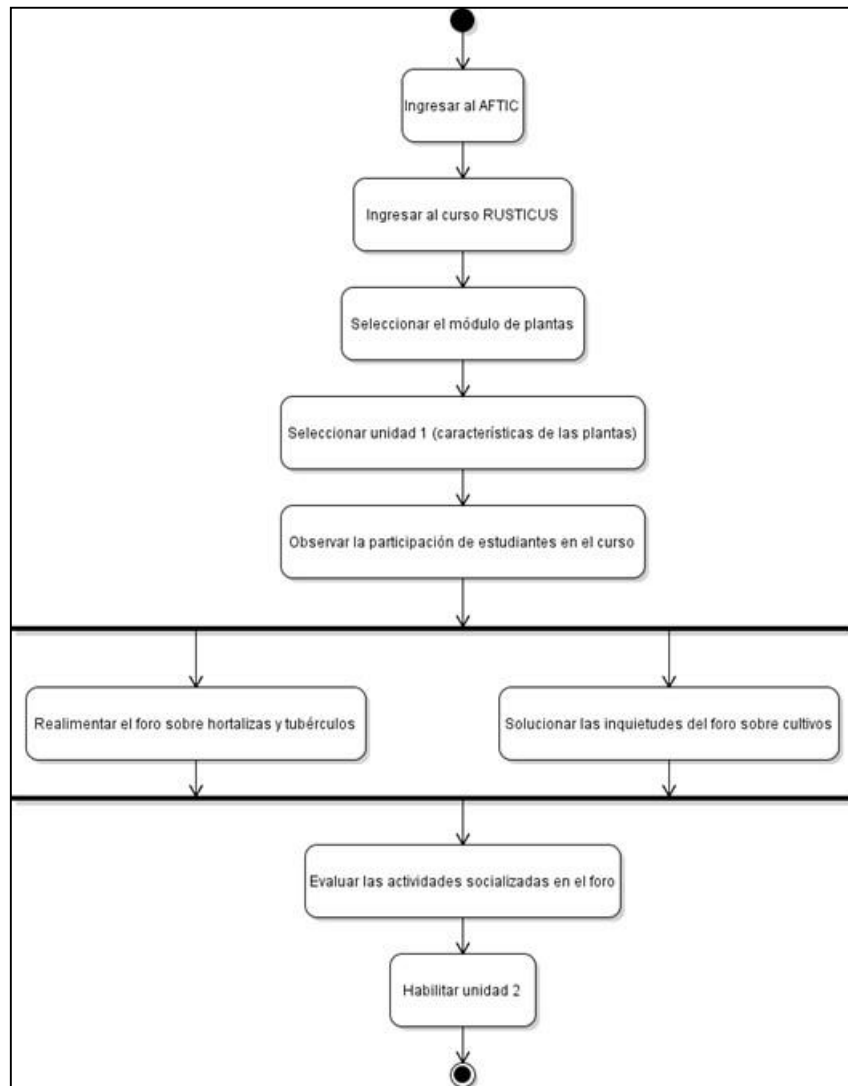 Ingresar al AFTIC
Ingresar al curso RUSTICUS
Seleccionar el módulo de plantas
Seleccionar unidad 1 (características de las plantas)
Observar la participación de estudiantes en el curso
Realimentar el foro sobre hortalizas y tubérculos
Solucionar las inquietudes del foro sobre cultivos
Evaluar las actividades socializadas en el foro
Habilitar unidad 2